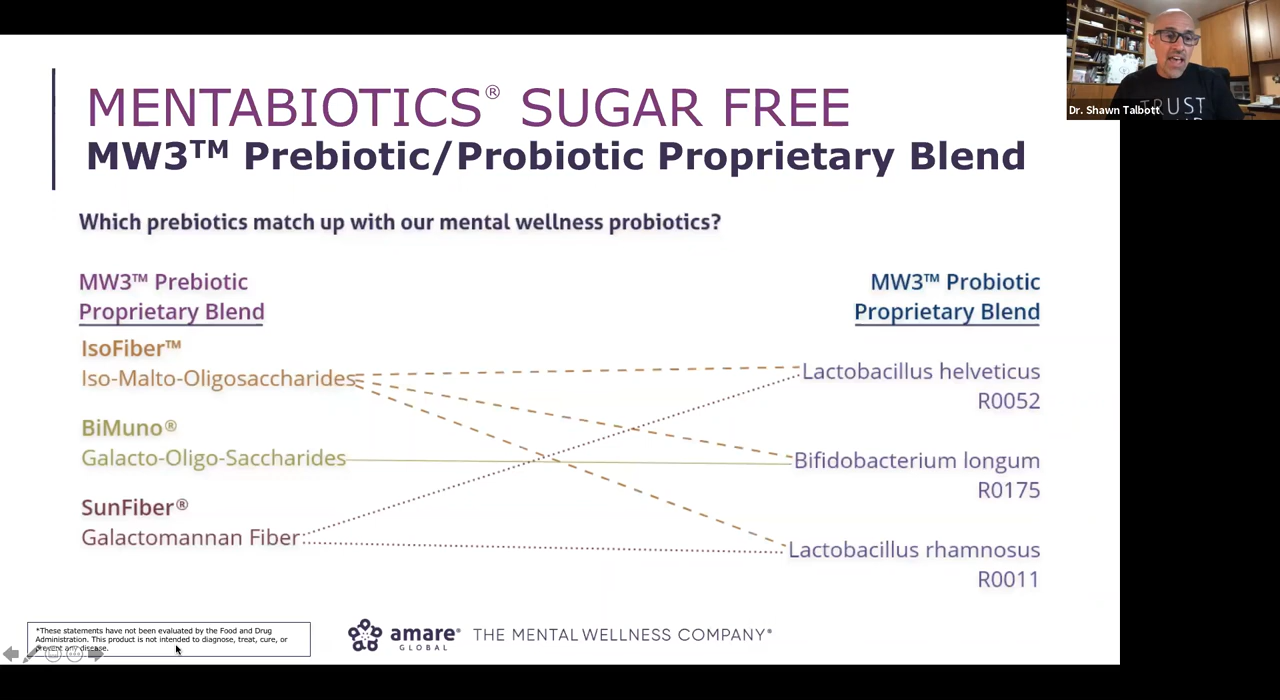 MENTABIOTICS® SUGAR FREE
MW3™ Prebiotic/Probiotic Proprietary Blend
Which prebiotics match up with our mental wellness probiotics?
MW3™ Prebiotic
Proprietary Blend
IsoFiber™
Iso-Malto-Oligosaccharides
BiMuno®
Galacto-Oligo-Saccharides
SunFiber®
Galactomannan Fiber
MW3™ Probiotic
Proprietary Blend
Lactobacillus helveticus
R0052
Bifidobacterium longum
R0175
Lactobacillus rhamnosus
R0011
*These statements have not been evaluated by the Food and Drug
Administration. This product is not intended to diagnose, treat, cure, or
prevent any disease.
amare® THE MENTAL WELLNESS COMPANY®
GLOBAL
Dr. Shawn Talbott
TRUST